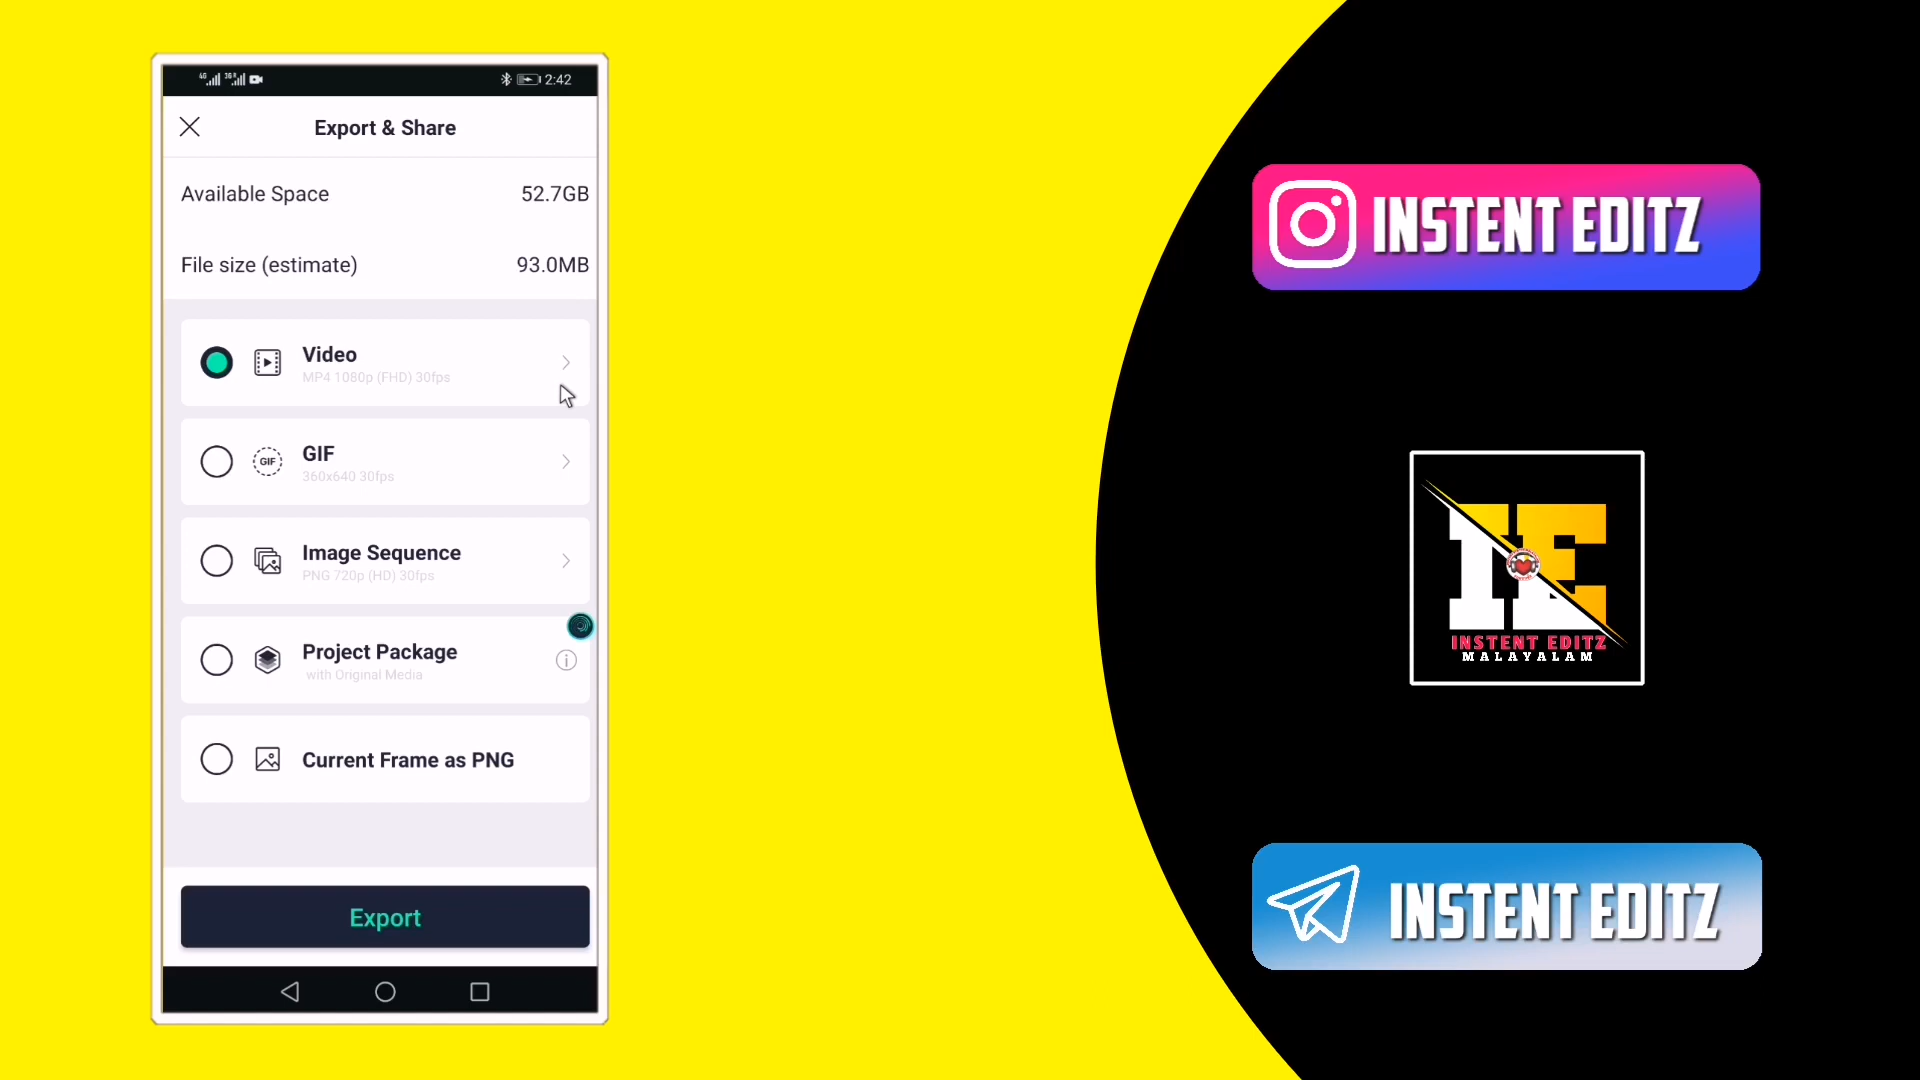 2:42
Export & Share
Available Space 52.7GB
File size (estimate) 93.0MB
Video
MP4 1080p (FHD) 30fps
GIF
GIF
360x640 30fps
Image Sequence
PNG 720p (HD) 30fps
Project Package
with Original Media
Current Frame as PNG
Export
INSTENT EDITZ
IE
INSTENT EDITZ
MALAYALAM
INSTENT EDITZ